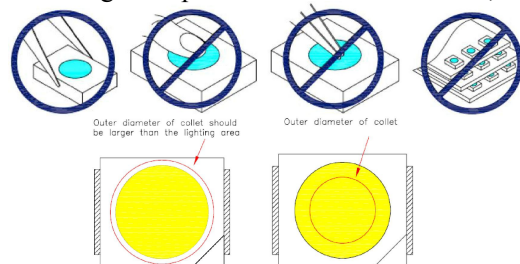 Outer diameter of collet should
be larger than the lighting area
Outer diameter of collet